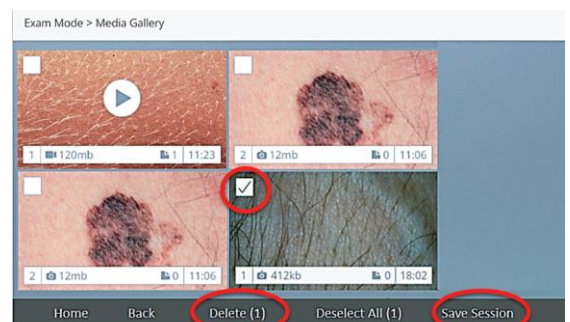 Exam Mode > Media Gallery
1 120mb 1 11:23
2 12mb 0 11:06
2 12mb 0 11:06
1 412kb 0 18:02
Home Back Delete (1) Deselect All (1) Save Session